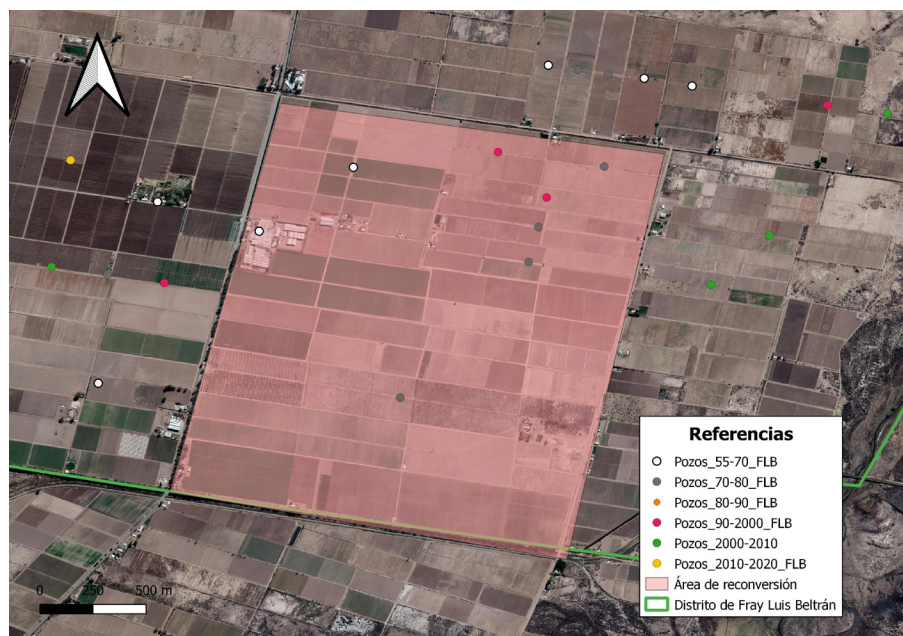 Referencias
Pozos_55-70_FLB
Pozos_70-80_FLB
Pozos_80-90_FLB
Pozos_90-2000_FLB
Pozos_2000-2010
Pozos_2010-2020_FLB
Área de reconversión
Distrito de Fray Luis Beltrán
0 250 500 m